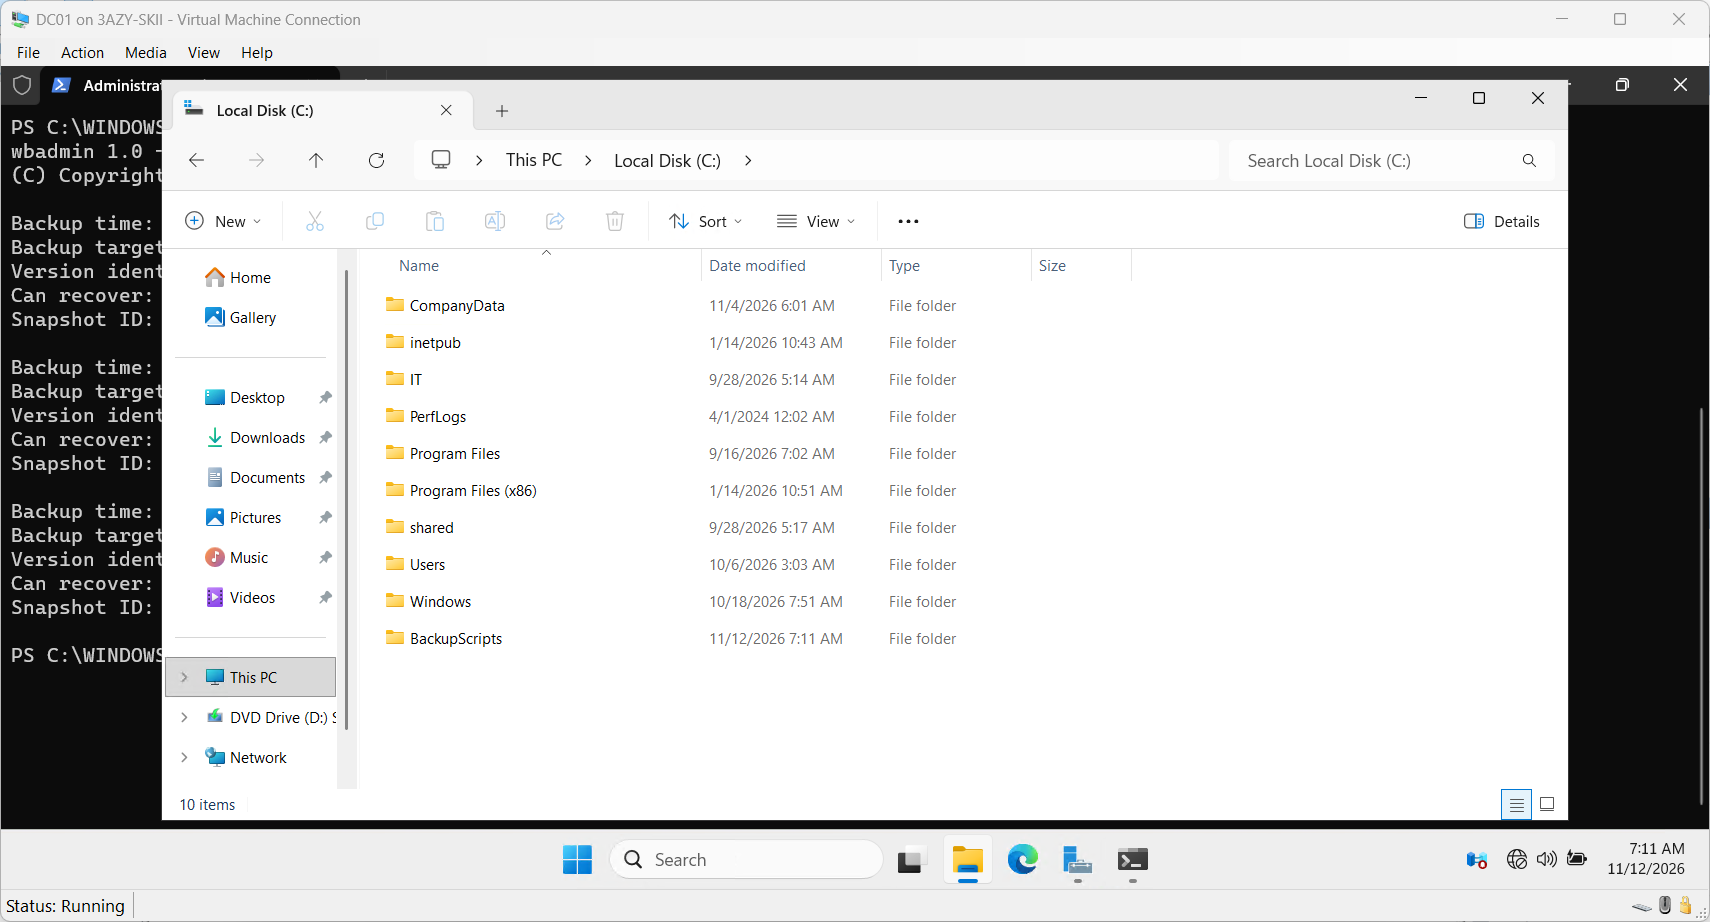 DC01 on 3AZY-SKII - Virtual Machine Connection
File Action Media View Help
Administra
Local Disk (C:)
PS C:\WINDOWS
wbadmin 1.0 -
(C) Copyright
Backup time:
Backup target
Version ident
Can recover:
Snapshot ID:
Backup time:
Backup target
Version ident
Can recover:
Snapshot ID:
Backup time:
Backup target
Version ident
Can recover:
Snapshot ID:
PS C:\WINDOWS
This PC > Local Disk (C:) >
Search Local Disk (C:)
New Sort View Details
Home
Gallery
Desktop
Downloads
Documents
Pictures
Music
Videos
This PC
DVD Drive (D:) S
Network
Name Date modified Type Size
CompanyData 11/4/2026 6:01 AM File folder
inetpub 1/14/2026 10:43 AM File folder
IT 9/28/2026 5:14 AM File folder
PerfLogs 4/1/2024 12:02 AM File folder
Program Files 9/16/2026 7:02 AM File folder
Program Files (x86) 1/14/2026 10:51 AM File folder
shared 9/28/2026 5:17 AM File folder
Users 10/6/2026 3:03 AM File folder
Windows 10/18/2026 7:51 AM File folder
BackupScripts 11/12/2026 7:11 AM File folder
10 items
Search
7:11 AM
11/12/2026
Status: Running